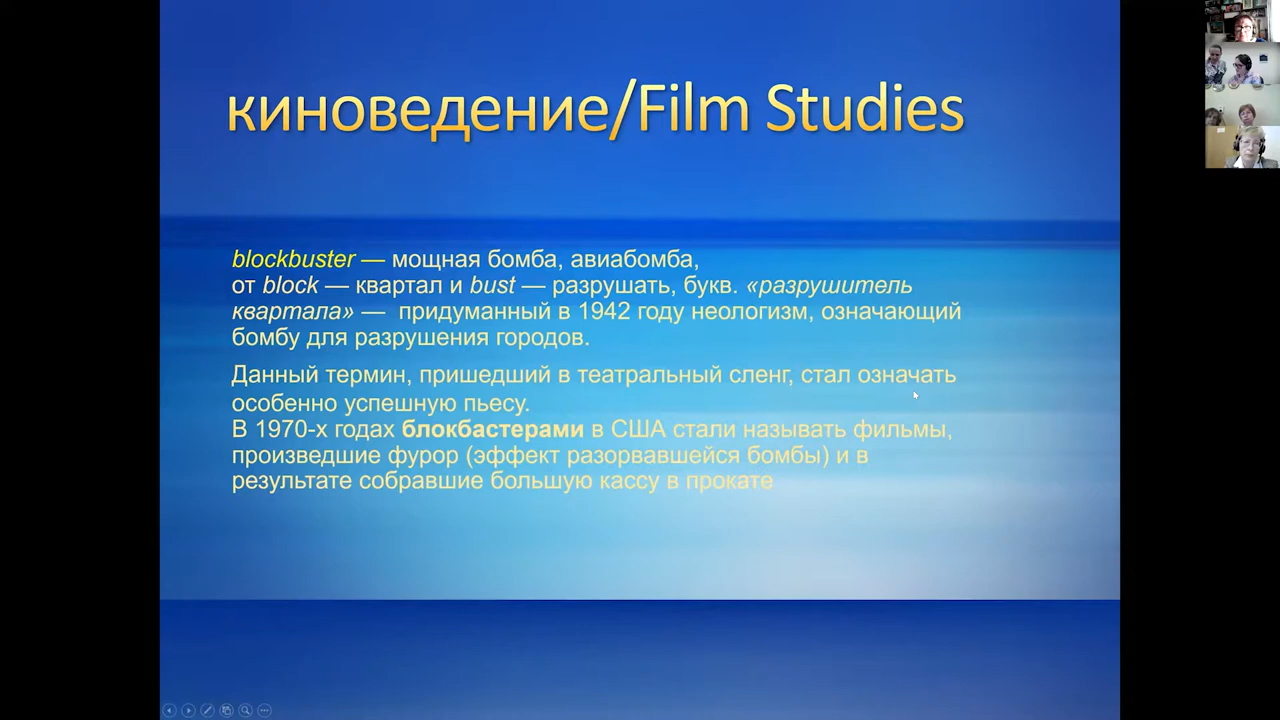 киноведение/Film Studies
blockbuster — мощная бомба, авиабомба,
от block — квартал и bust — разрушать, букв. «разрушитель
квартала» — придуманный в 1942 году неологизм, означающий
бомбу для разрушения городов.
Данный термин, пришедший в театральный сленг, стал означать
особенно успешную пьесу.
В 1970-х годах блокбастерами в США стали называть фильмы,
произведшие фурор (эффект разорвавшейся бомбы) и в
результате собравшие большую кассу в прокате